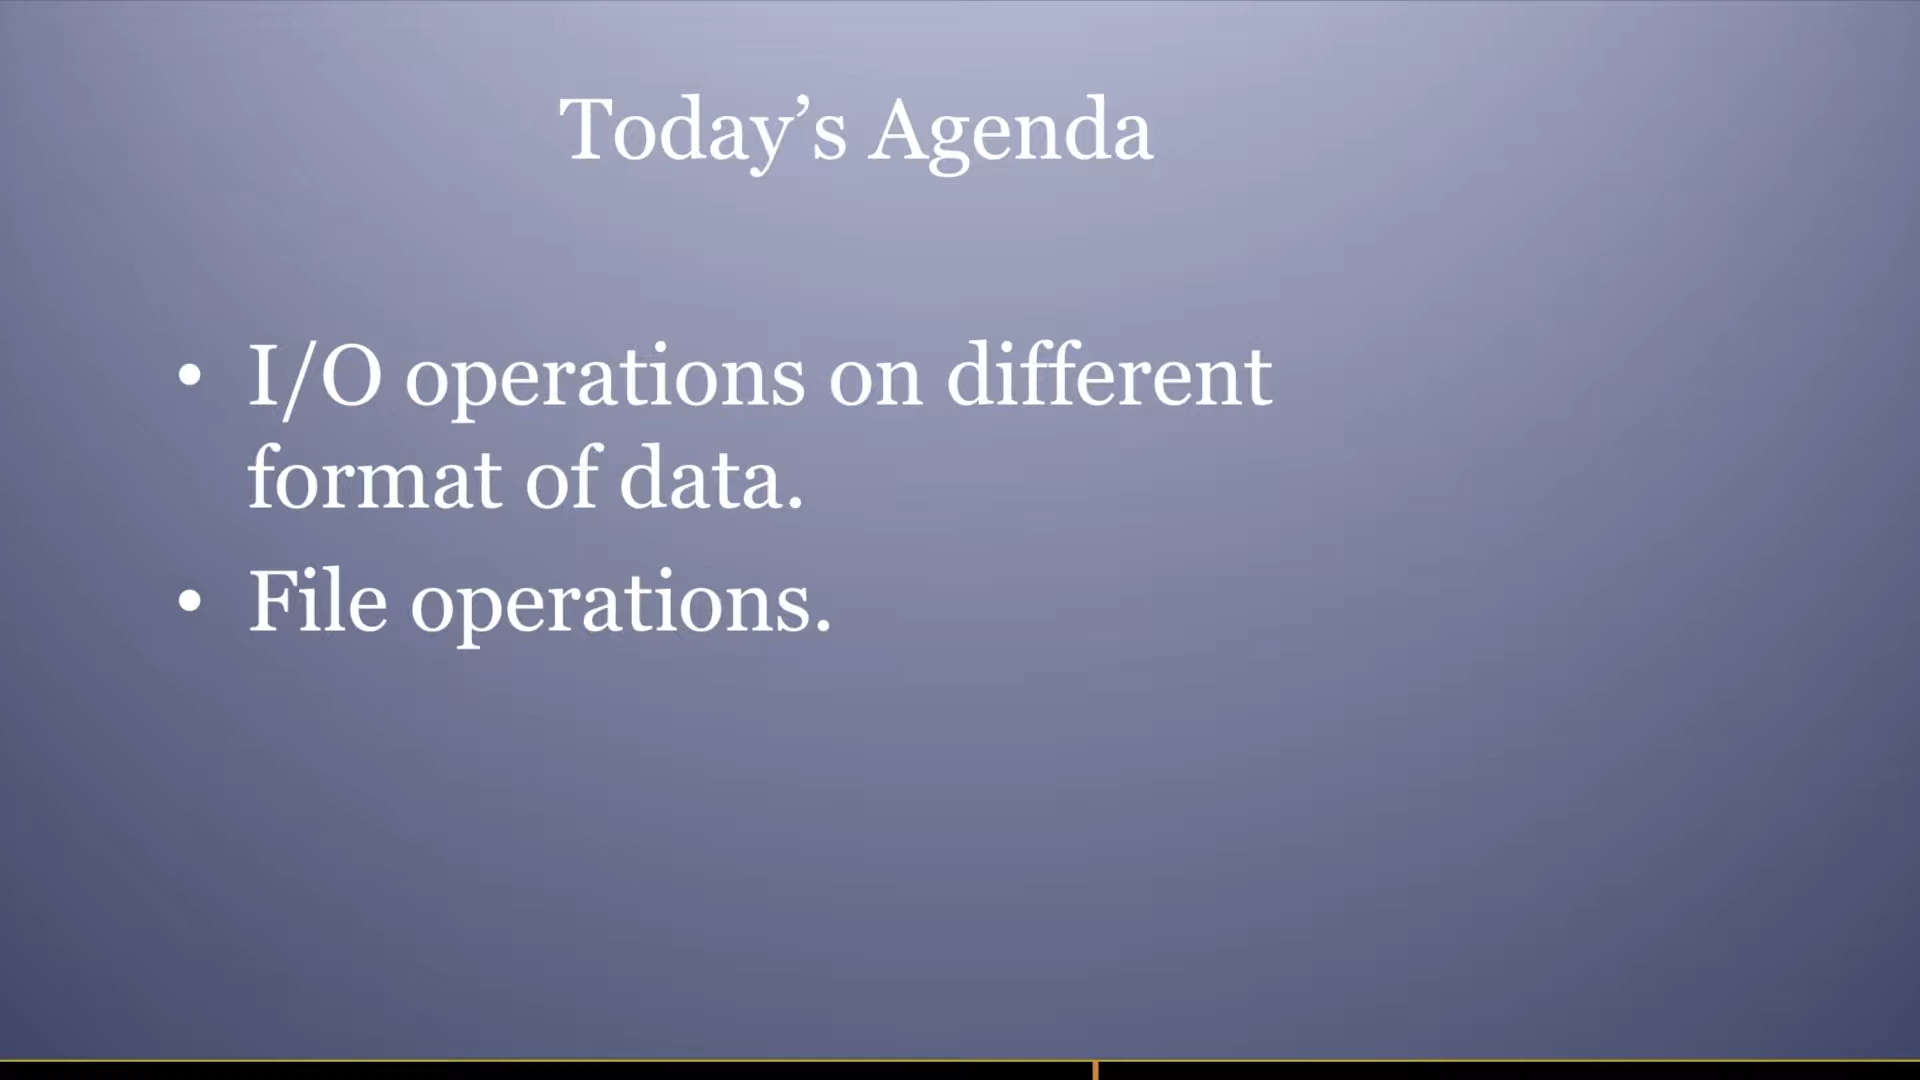 Today’s Agenda
• I/O operations on different
format of data.
• File operations.